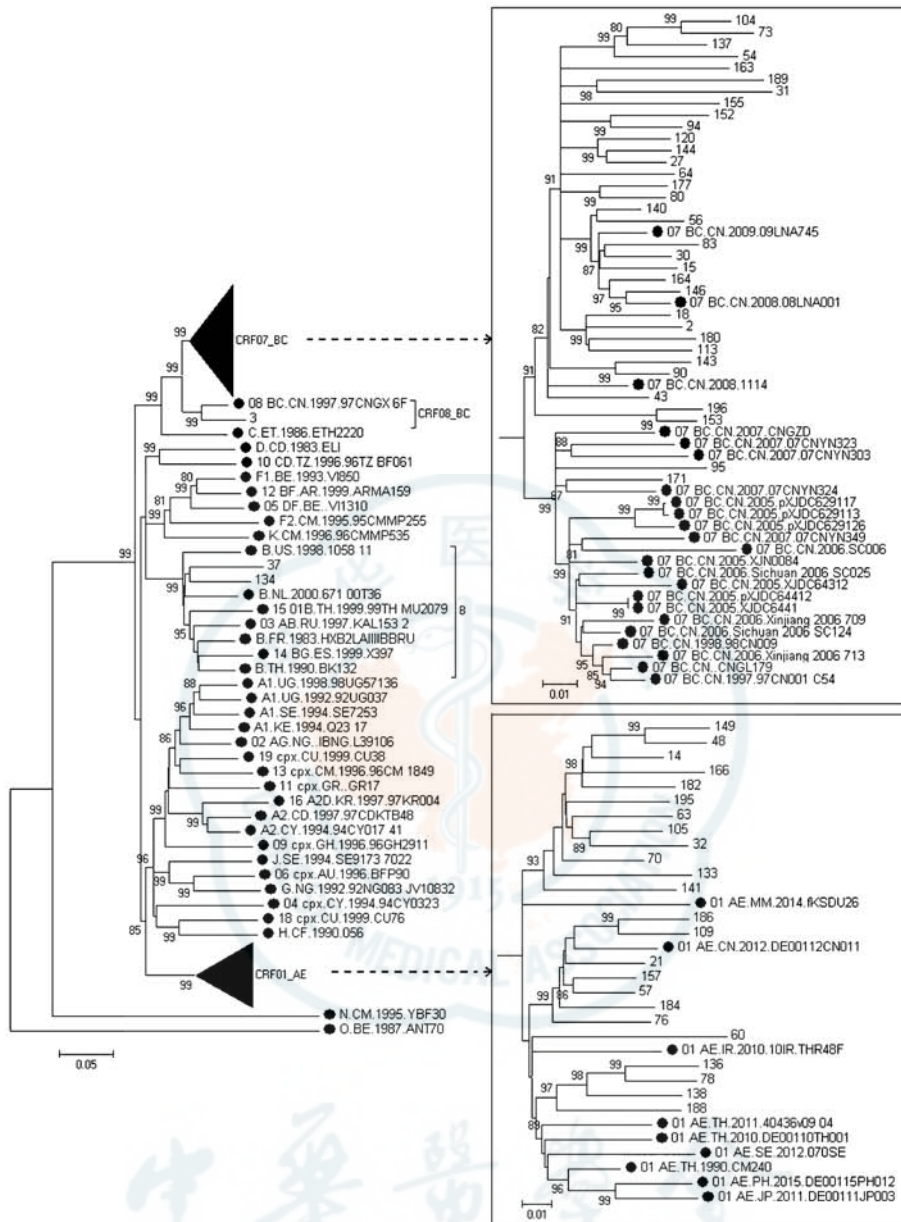 99
CRF07_BC
99
99
08 BC.CN.1997.97CNGX 6F
3
CRF08_BC
99
99
C.ET.1986.ETH2220
D.CD.1983.ELI
99
10 CD.TZ.1996.96TZ BF061
80
F1.BE.1993.VI850
99
12 BF.AR.1999.ARMA159
81
05 DF.BE..VI1310
99
F2.CM.1995.95CMMP255
K.CM.1996.96CMMP535
99
B.US.1998.1058 11
37
134
99
B.NL.2000.671 00T36
15 01B.TH.1999.99TH MU2079
B
03 AB.RU.1997.KAL153 2
95
B.FR.1983.HXB2LAIIIIBBRU
14 BG.ES.1999.X397
B.TH.1990.BK132
88
A1.UG.1998.98UG57136
A1.UG.1992.92UG037
A1.SE.1994.SE7253
A1.KE.1994.Q23 17
86
02 AG.NG..IBNG.L39106
19 cpx.CU.1999.CU38
13 cpx.CM.1996.96CM 1849
86
11 cpx.GR..GR17
16 A2D.KR.1997.97KR004
A2.CD.1997.97CDKTB48
99
A2.CY.1994.94CY017 41
09 cpx.GH.1996.96GH2911
96
J.SE.1994.SE9173 7022
06 cpx.AU.1996.BFP90
99
G.NG.1992.92NG083 JV10832
96
04 cpx.CY.1994.94CY0323
18 cpx.CU.1999.CU76
99
H.CF.1990.056
85
CRF01_AE
99
N.CM.1995.YBF30
O.BE.1987.ANT70
0.05
99
104
80
73
99
137
54
163
189
98
31
155
152
99
94
120
99
144
99
27
64
91
177
99
80
140
56
07 BC.CN.2009.09LNA745
99
83
30
87
15
164
97
146
95
07 BC.CN.2008.08LNA001
18
2
82
180
99
113
143
91
90
99
07 BC.CN.2008.1114
43
196
99
153
07 BC.CN.2007.CNGZD
88
07 BC.CN.2007.07CNYN323
99
07 BC.CN.2007.07CNYN303
95
171
87
07 BC.CN.2007.07CNYN324
99
07 BC.CN.2005.pXJDC629117
99
07 BC.CN.2005.pXJDC629113
99
07 BC.CN.2005.pXJDC629126
07 BC.CN.2007.07CNYN349
81
07 BC.CN.2006.SC006
07 BC.CN.2005.XJN0084
99
07 BC.CN.2006.Sichuan 2006 SC025
07 BC.CN.2005.XJDC64312
07 BC.CN.2005.pXJDC64412
07 BC.CN.2005.XJDC6441
91
07 BC.CN.2006.Xinjiang 2006 709
07 BC.CN.2006.Sichuan 2006 SC124
07 BC.CN.1998.98CN009
07 BC.CN.2006.Xinjiang 2006 713
95
07 BC.CN..CNGL179
85
94
07 BC.CN.1997.97CN001 C54
0.01
99
149
48
98
14
166
182
195
63
105
89
32
93
70
133
141
01 AE.MM.2014.fKSDU26
99
186
109
01 AE.CN.2012.DE00112CN011
21
99
86
157
57
184
76
60
01 AE.IR.2010.10IR.THR48F
99
136
98
78
97
138
188
01 AE.TH.2011.40436v09 04
01 AE.TH.2010.DE00110TH001
01 AE.SE.2012.070SE
01 AE.TH.1990.CM240
96
01 AE.PH.2015.DE00115PH012
99
01 AE.JP.2011.DE00111JP003
0.01
1915
MEDICAL ASSOCIATION
中華醫